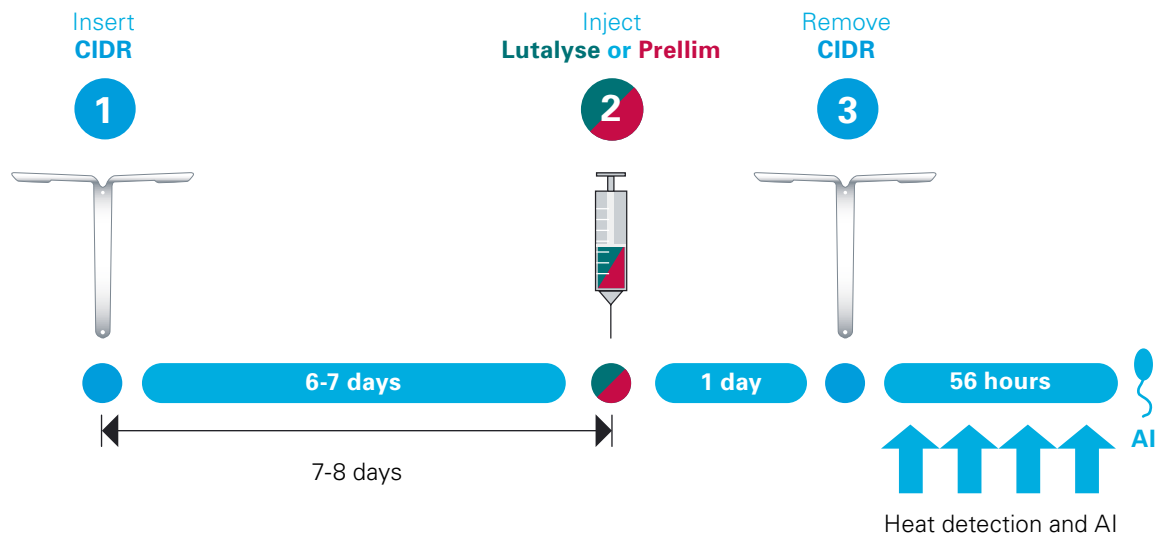 Insert
CIDR
1
Inject
Lutalyse or Prellim
2
Remove
CIDR
3
6-7 days
1 day
56 hours
AI
7-8 days
Heat detection and AI